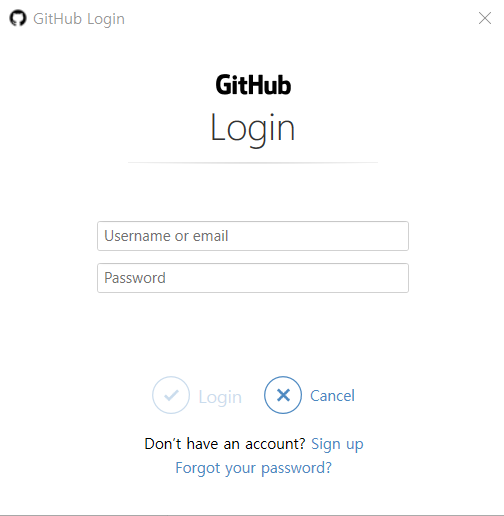 GitHub Login
GitHub
Login
Username or email
Password
Login Cancel
Don't have an account? Sign up
Forgot your password?